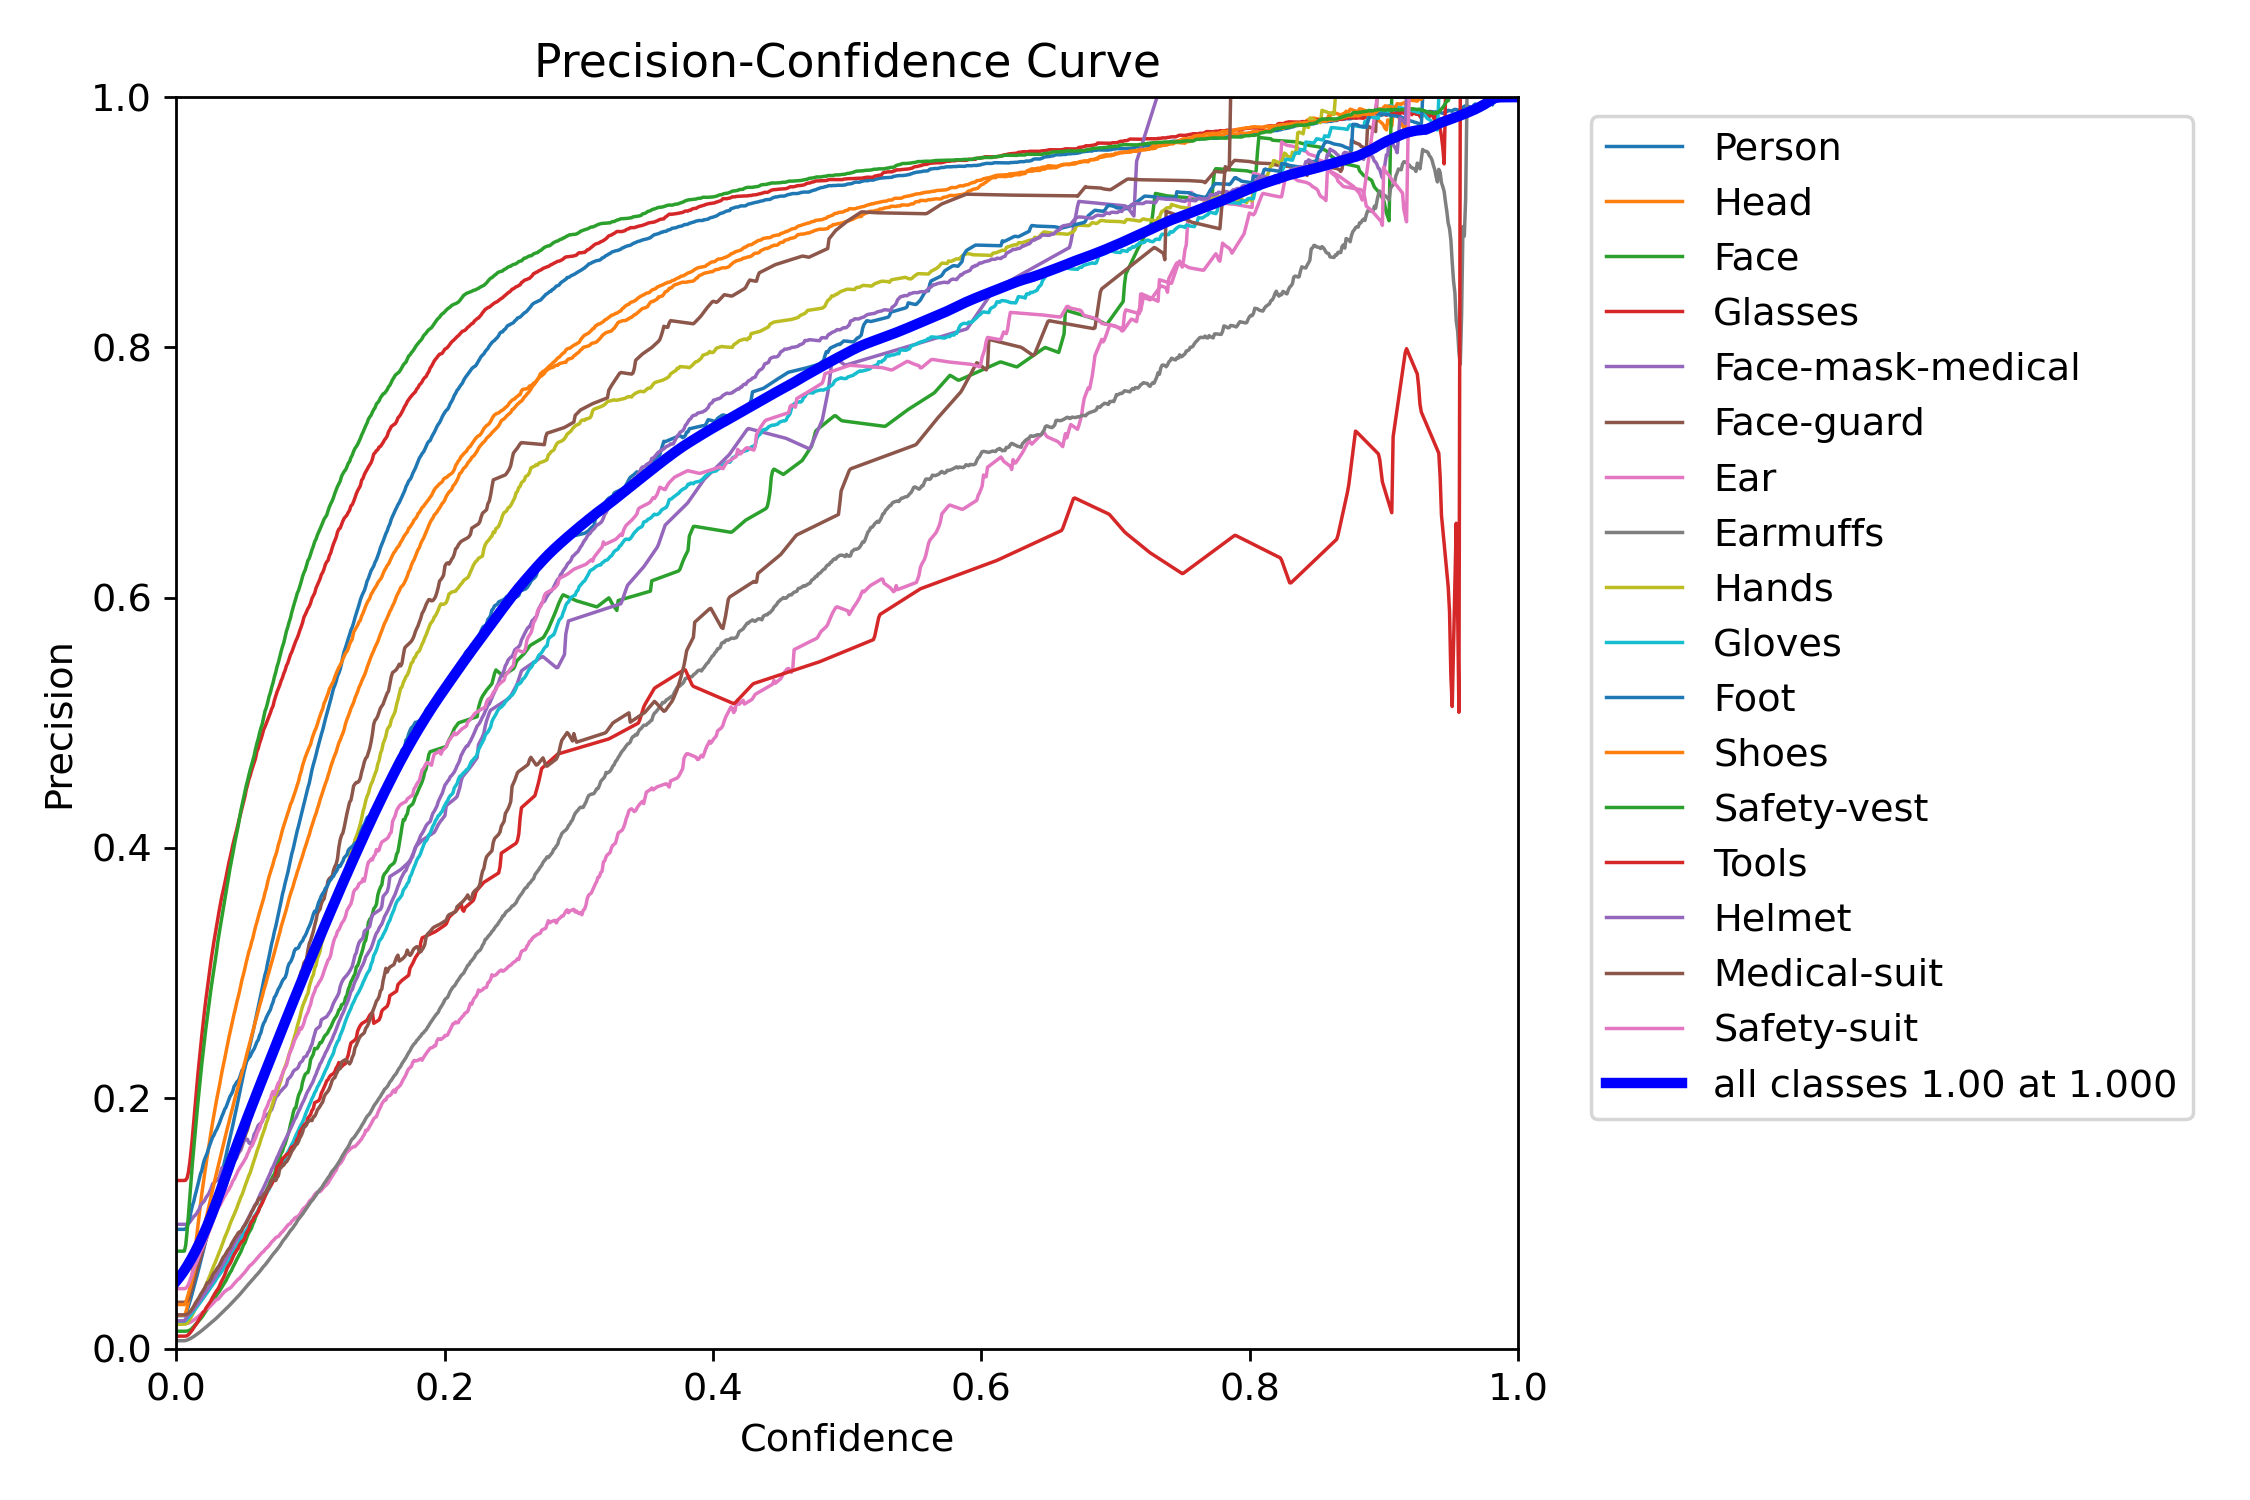 Precision-Confidence Curve
1.0
0.8
0.6
0.4
0.2
0.0
Precision
0.0 0.2 0.4 0.6 0.8 1.0
Confidence
Person
Head
Face
Glasses
Face-mask-medical
Face-guard
Ear
Earmuffs
Hands
Gloves
Foot
Shoes
Safety-vest
Tools
Helmet
Medical-suit
Safety-suit
all classes 1.00 at 1.000